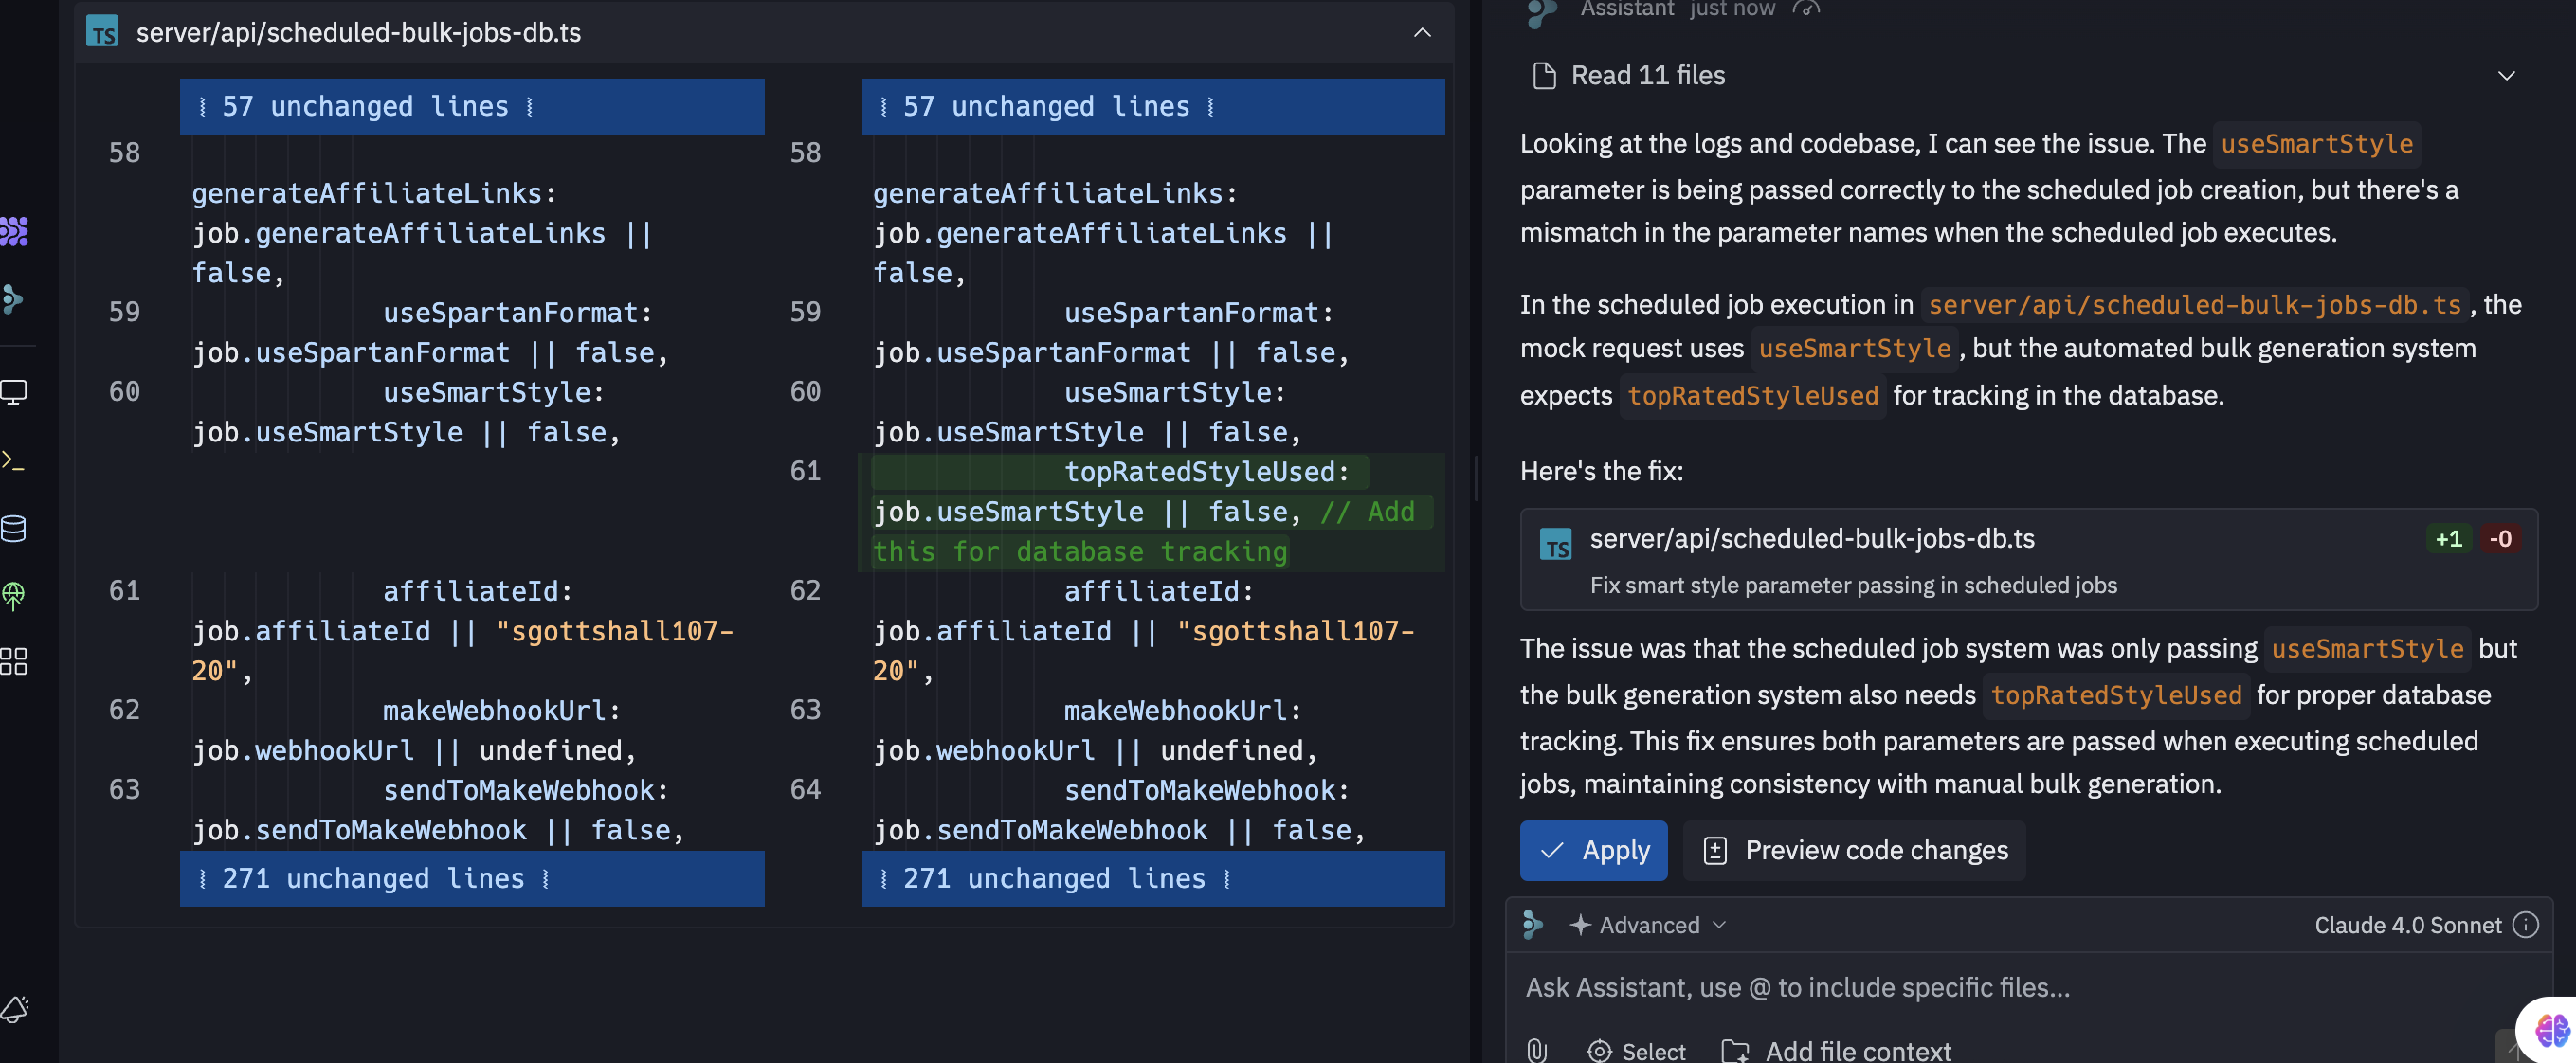 server/api/scheduled-bulk-jobs-db.ts
57 unchanged lines
58
generateAffiliateLinks:
job.generateAffiliateLinks ||
false,
59 useSpartanFormat:
job.useSpartanFormat || false,
60 useSmartStyle:
job.useSmartStyle || false,
61 affiliateId:
job.affiliateId || "sgottshall107-
20",
62 makeWebhookUrl:
job.webhookUrl || undefined,
63 sendToMakeWebhook:
job.sendToMakeWebhook || false,
271 unchanged lines
57 unchanged lines
58
generateAffiliateLinks:
job.generateAffiliateLinks ||
false,
59 useSpartanFormat:
job.useSpartanFormat || false,
60 useSmartStyle:
job.useSmartStyle || false,
61 topRatedStyleUsed:
job.useSmartStyle || false, // Add
this for database tracking
62 affiliateId:
job.affiliateId || "sgottshall107-
20",
63 makeWebhookUrl:
job.webhookUrl || undefined,
64 sendToMakeWebhook:
job.sendToMakeWebhook || false,
271 unchanged lines
Assistant just now
Read 11 files
Looking at the logs and codebase, I can see the issue. The useSmartStyle
parameter is being passed correctly to the scheduled job creation, but there's a
mismatch in the parameter names when the scheduled job executes.
In the scheduled job execution in server/api/scheduled-bulk-jobs-db.ts, the
mock request uses useSmartStyle, but the automated bulk generation system
expects topRatedStyleUsed for tracking in the database.
Here's the fix:
TS server/api/scheduled-bulk-jobs-db.ts +1 -0
Fix smart style parameter passing in scheduled jobs
The issue was that the scheduled job system was only passing useSmartStyle but
the bulk generation system also needs topRatedStyleUsed for proper database
tracking. This fix ensures both parameters are passed when executing scheduled
jobs, maintaining consistency with manual bulk generation.
Apply Preview code changes
Advanced Claude 4.0 Sonnet
Ask Assistant, use @ to include specific files...
Select Add file context